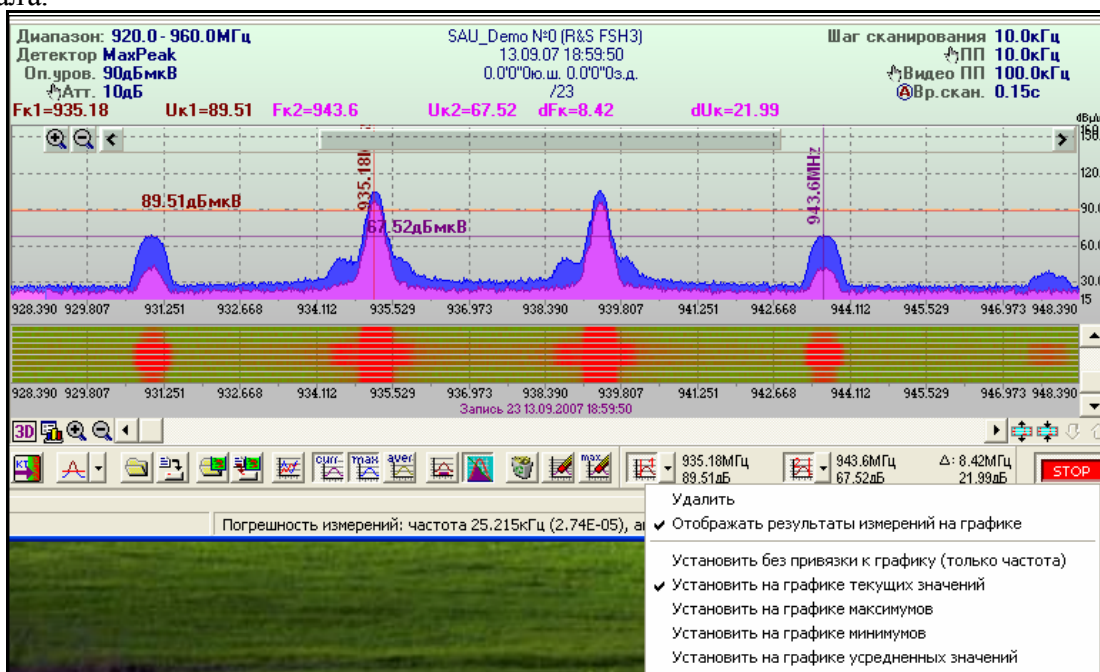 ала.
Диапазон: 920.0 - 960.0МГц SAU_Demo №0 (R&S FSH3) Шаг сканирования 10.0кГц
Детектор MaxPeak 13.09.07 18:59:50 ПП 10.0кГц
Оп.уров. 90дБмкВ 0.0'0"0ю.ш. 0.0'0"0з.д. Видео ПП 100.0кГц
Атт. 10дБ /23 Вр.скан. 0.15с
Fк1=935.18 Uк1=89.51 Fк2=943.6 Uк2=67.52 dFк=8.42 dUк=21.99
120.0
935.18
943.6MHz
89.51дБмкВ
90.0
67.52дБмкВ
60.0
30.0
15
928.390 929.807 931.251 932.668 934.112 935.529 936.973 938.390 939.807 941.251 942.668 944.112 945.529 946.973 948.390
928.390 929.807 931.251 932.668 934.112 935.529 936.973 938.390 939.807 941.251 942.668 944.112 945.529 946.973 948.390
Запись 23 13.09.2007 18:59:50
3D
КТ curr- max aver max 935.18МГц 943.6МГц Δ: 8.42МГц STOP
89.51дБ 67.52дБ 21.99дБ
Удалить
Погрешность измерений: частота 25.215кГц (2.74E-05), а
Отображать результаты измерений на графике
Установить без привязки к графику (только частота)
Установить на графике текущих значений
Установить на графике максимумов
Установить на графике минимумов
Установить на графике усредненных значений